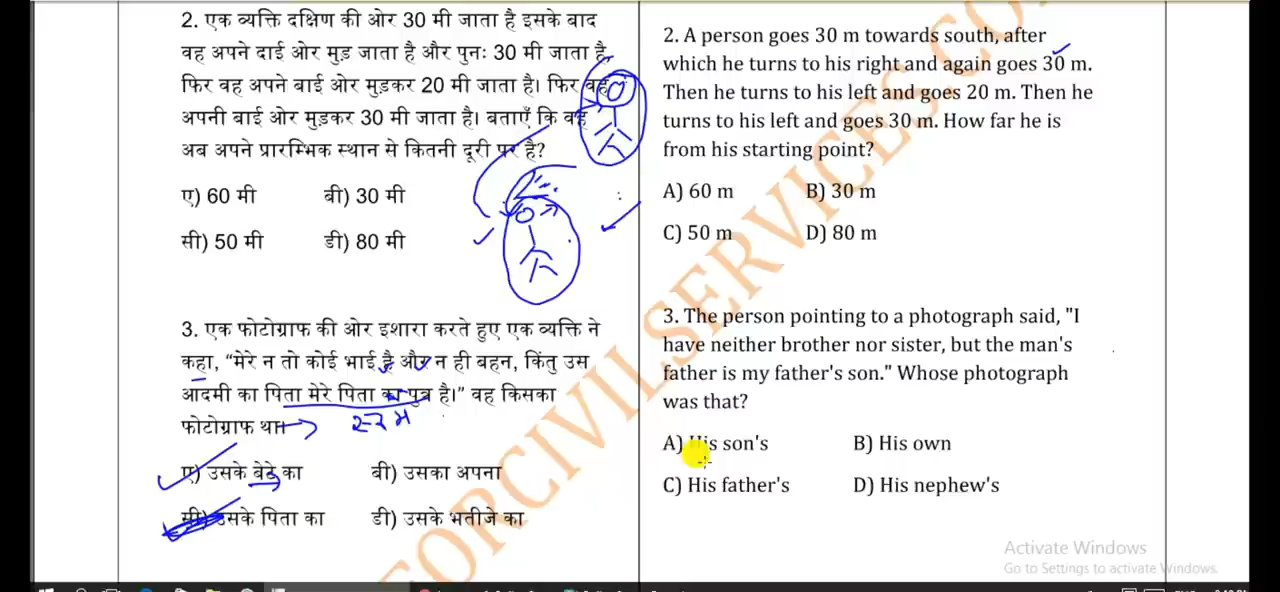 2. एक व्यक्ति दक्षिण की ओर 30 मी जाता है इसके बाद
वह अपने दाई ओर मुड़ जाता है और पुनः 30 मी जाता है,
फिर वह अपने बाई ओर मुड़कर 20 मी जाता है। फिर वह
अपनी बाई ओर मुड़कर 30 मी जाता है। बताएँ कि वह
अब अपने प्रारम्भिक स्थान से कितनी दूरी पर है?
ए) 60 मी बी) 30 मी
सी) 50 मी डी) 80 मी
3. एक फोटोग्राफ की ओर इशारा करते हुए एक व्यक्ति ने
कहा, “मेरे न तो कोई भाई है और न ही बहन, किंतु उस
आदमी का पिता मेरे पिता का पुत्र है।” वह किसका
फोटोग्राफ था
ए) उसके बेटे का बी) उसका अपना
सी) उसके पिता का डी) उसके भतीजे का
2. A person goes 30 m towards south, after
which he turns to his right and again goes 30 m.
Then he turns to his left and goes 20 m. Then he
turns to his left and goes 30 m. How far he is
from his starting point?
A) 60 m B) 30 m
C) 50 m D) 80 m
3. The person pointing to a photograph said, "I
have neither brother nor sister, but the man's
father is my father's son." Whose photograph
was that?
A) His son's B) His own
C) His father's D) His nephew's
FORCIVILSERVICES.COM
Activate Windows
Go to Settings to activate Windows.